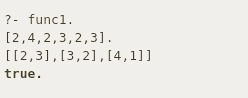 ?- func1.
[2,4,2,3,2,3].
[[2,3],[3,2],[4,1]]
true.